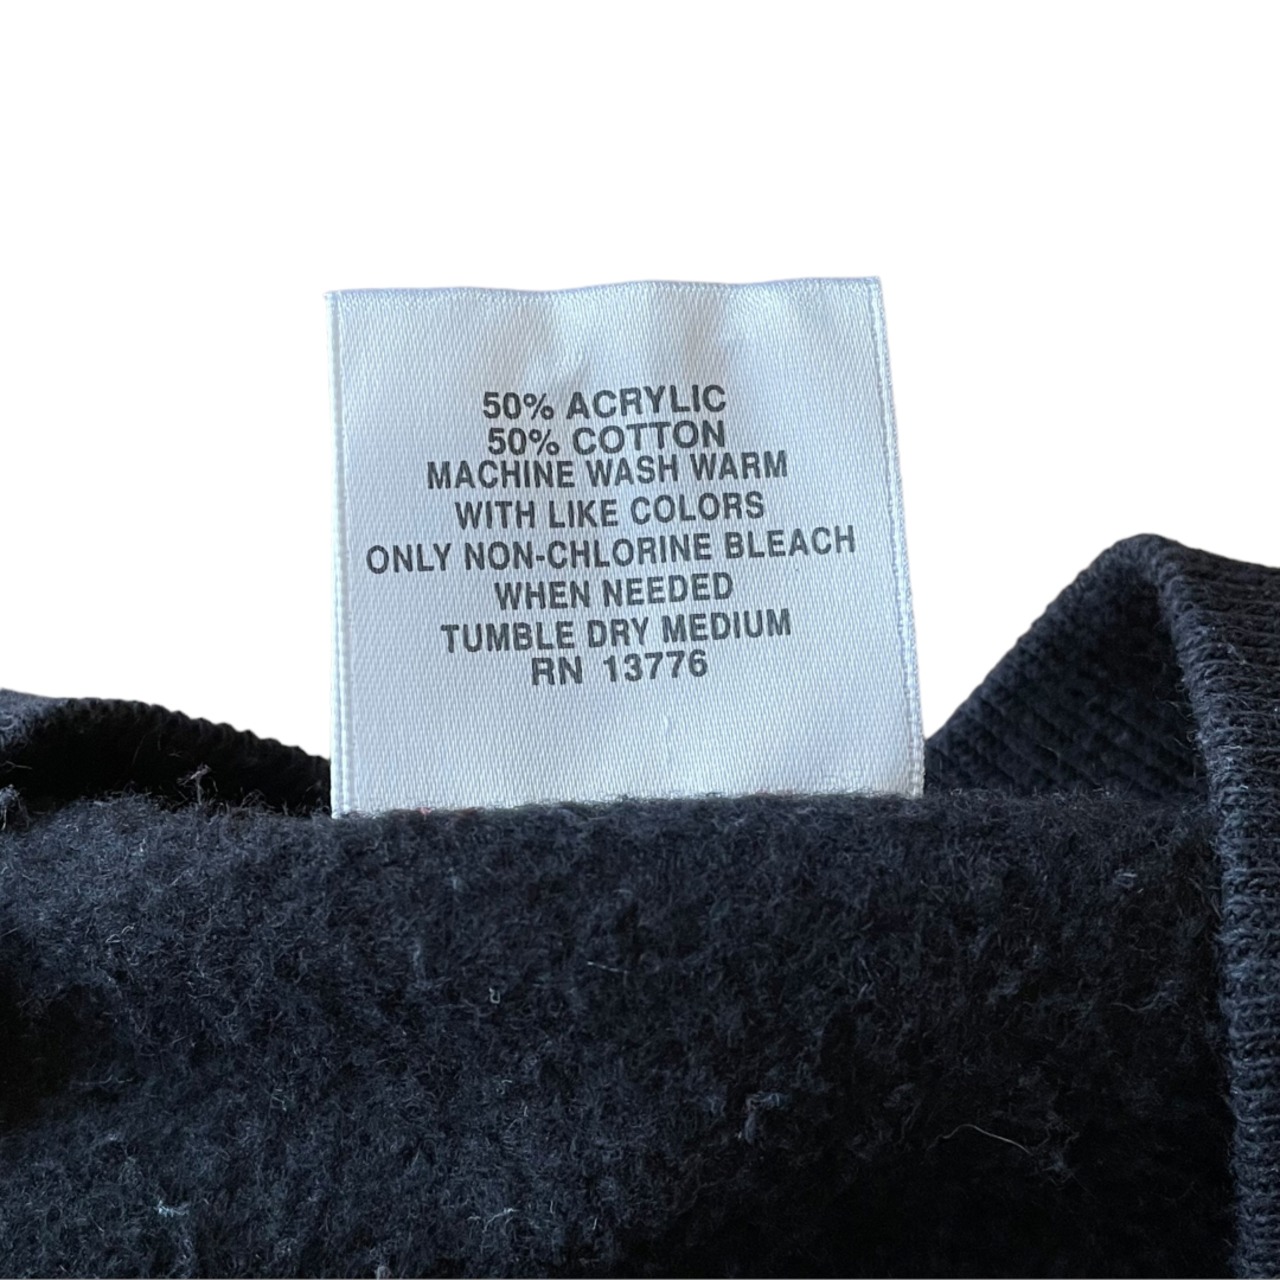 50% ACRYLIC
50% COTTON
MACHINE WASH WARM
WITH LIKE COLORS
ONLY NON-CHLORINE BLEACH
WHEN NEEDED
TUMBLE DRY MEDIUM
RN 13776